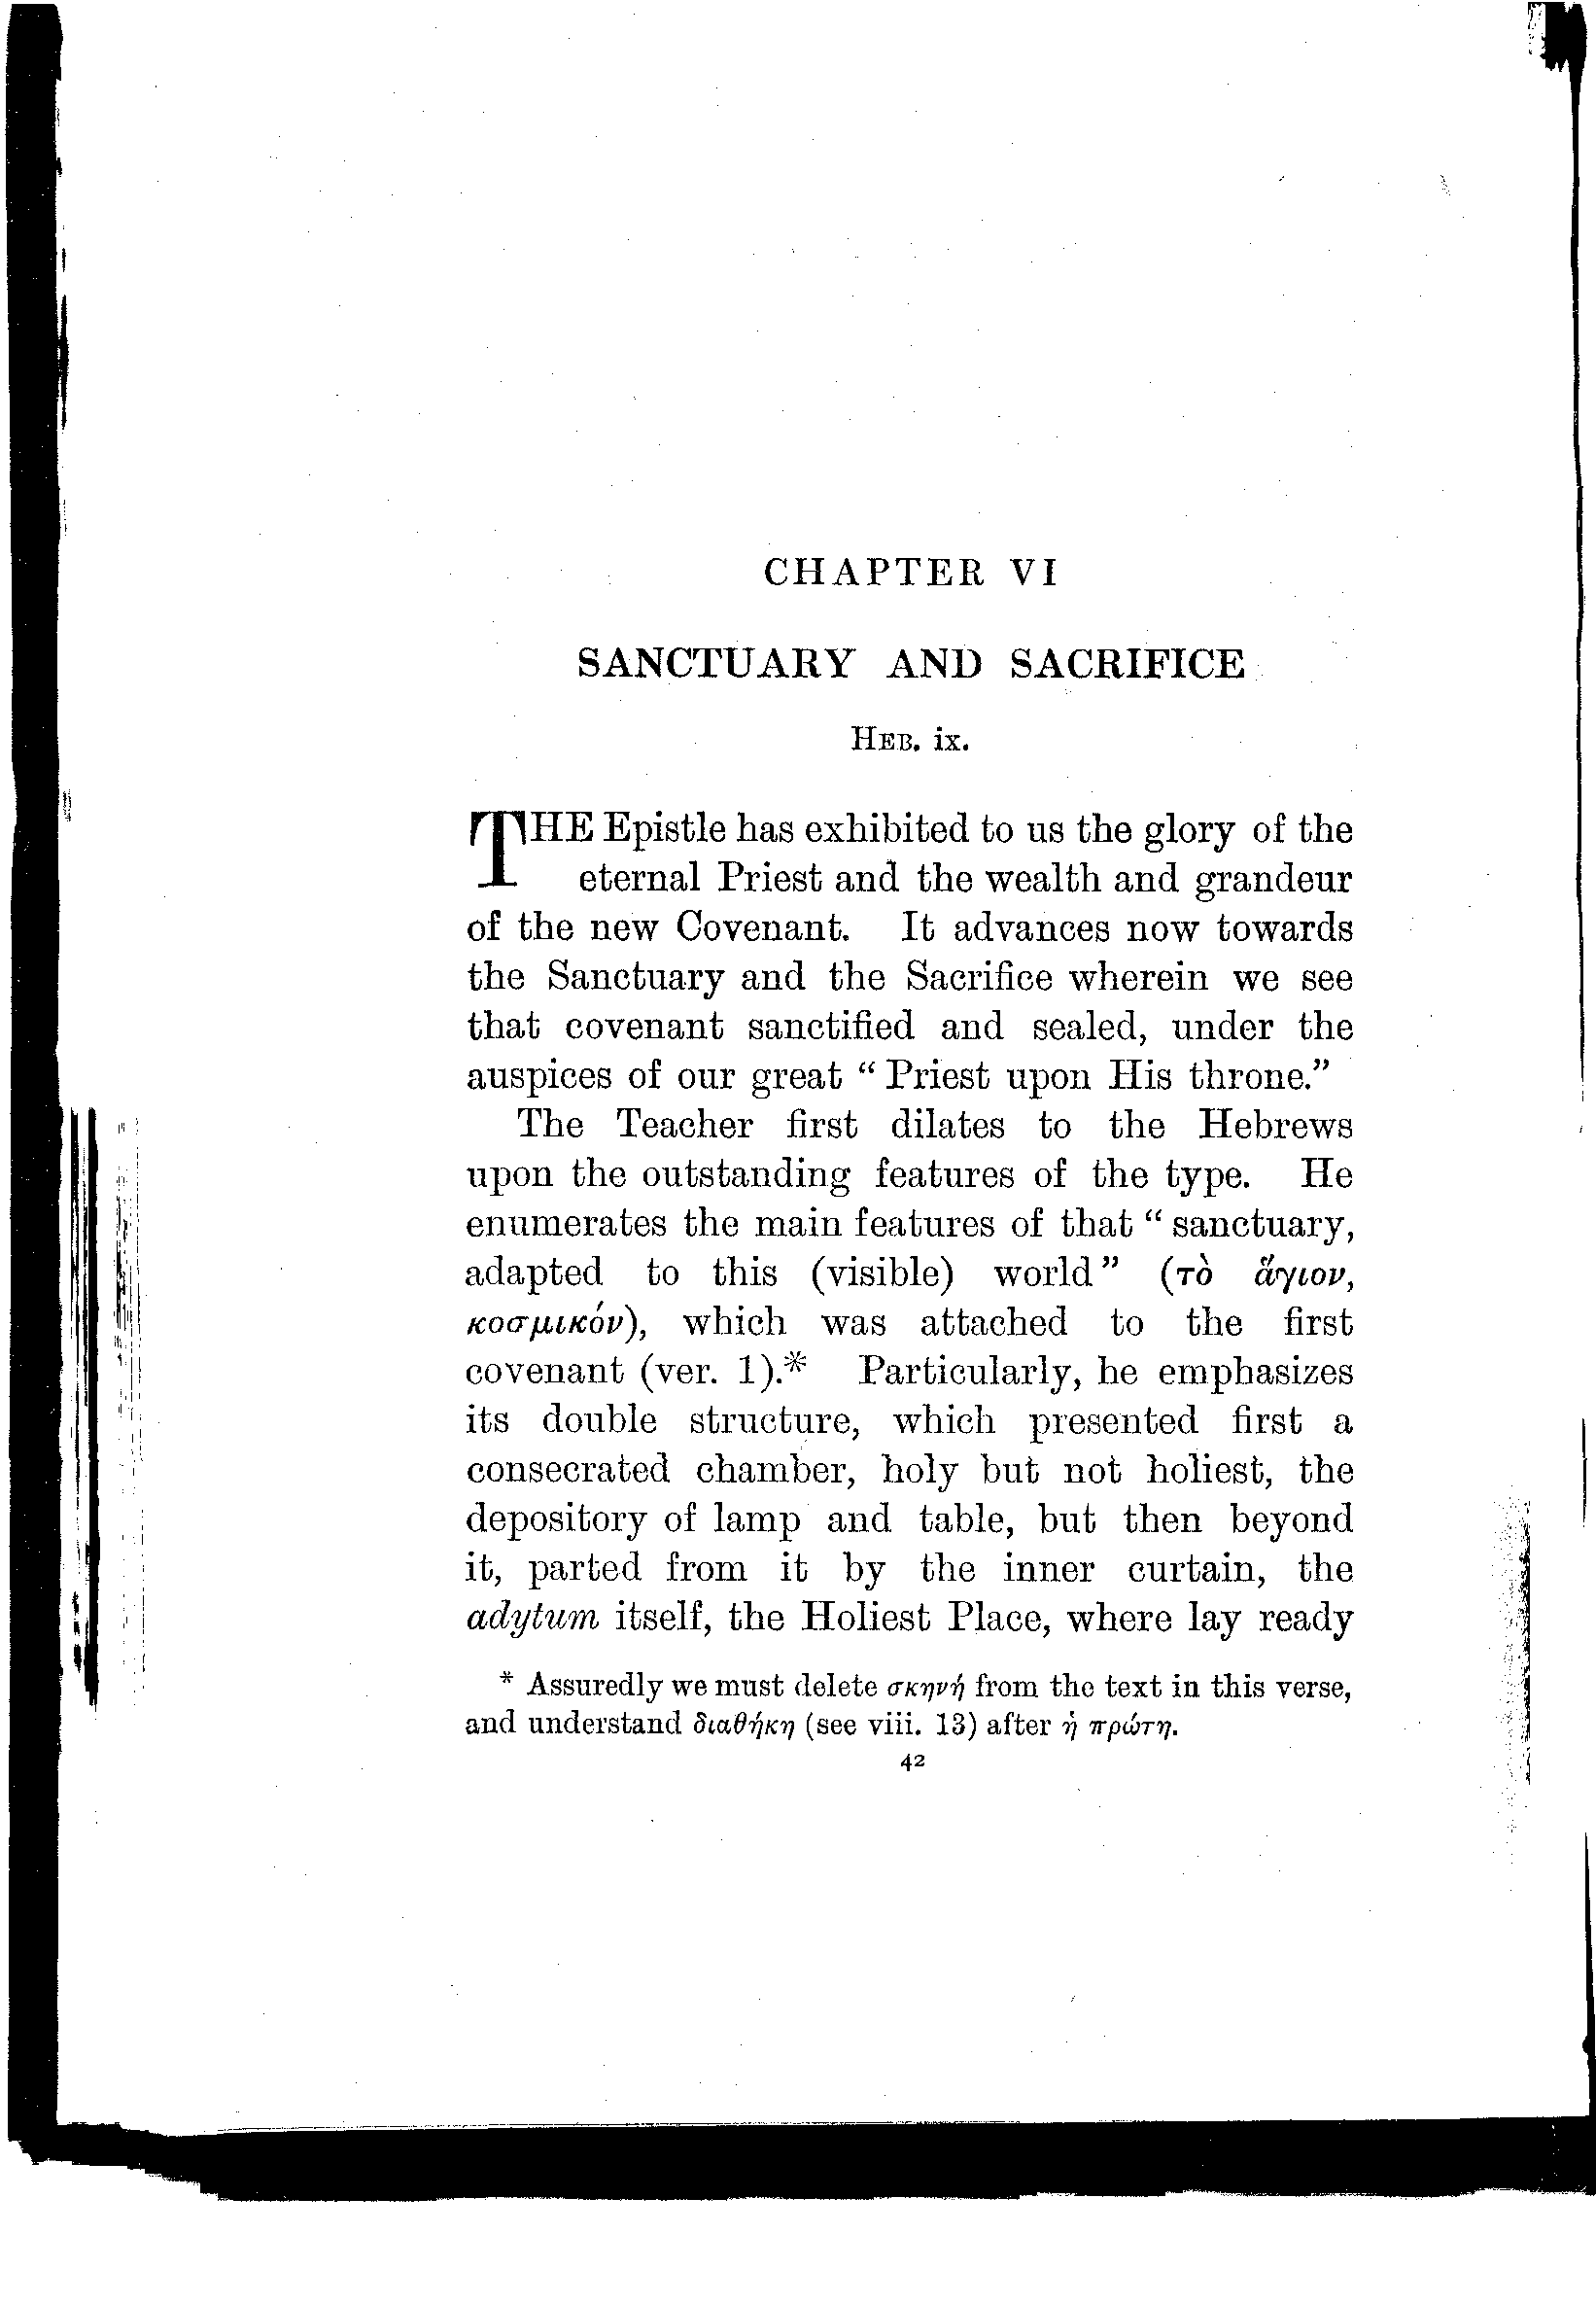 CHAPTER VI
SANCTUARY AND SACRIFICE
HEB. ix.
THE Epistle has exhibited to us the glory of the
eternal Priest and the wealth and grandeur
of the new Covenant. It advances now towards
the Sanctuary and the Sacrifice wherein we see
that covenant sanctified and sealed, under the
auspices of our great “Priest upon His throne.”
The Teacher first dilates to the Hebrews
upon the outstanding features of the type. He
enumerates the main features of that “sanctuary,
adapted to this (visible) world” (τὸ ἅγιον,
κοσμικόν), which was attached to the first
covenant (ver. 1).* Particularly, he emphasizes
its double structure, which presented first a
consecrated chamber, holy but not holiest, the
depository of lamp and table, but then beyond
it, parted from it by the inner curtain, the
adytum itself, the Holiest Place, where lay ready
* Assuredly we must delete σκηνή from the text in this verse,
and understand διαθήκη (see viii. 13) after ἡ πρώτη.
42